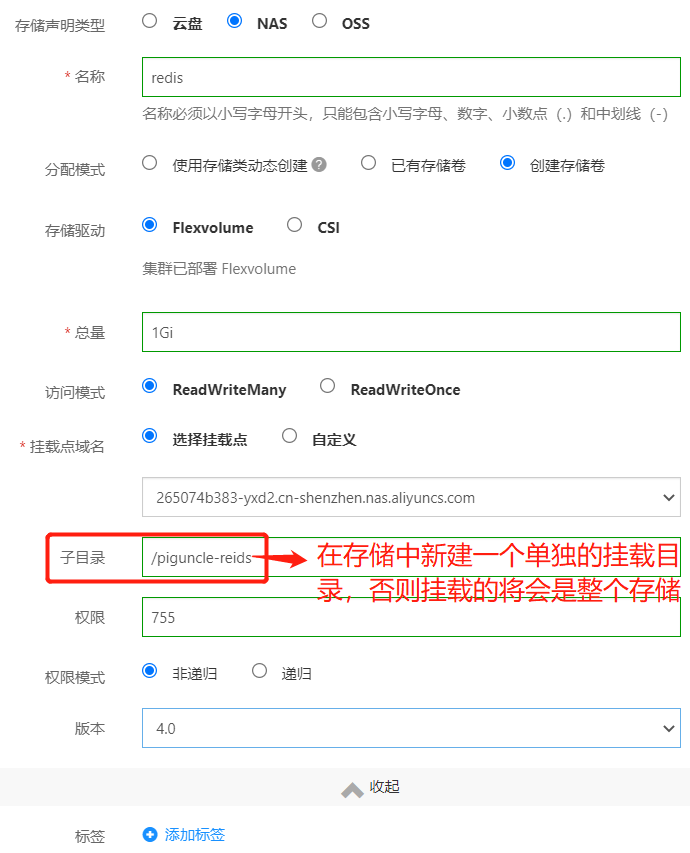 存储声明类型 云盘 NAS OSS
* 名称 redis
名称必须以小写字母开头，只能包含小写字母、数字、小数点（.）和中划线（-）
分配模式 使用存储类动态创建 ? 已有存储卷 创建存储卷
存储驱动 Flexvolume CSI
集群已部署 Flexvolume
* 总量 1Gi
访问模式 ReadWriteMany ReadWriteOnce
* 挂载点域名 选择挂载点 自定义
265074b383-yxd2.cn-shenzhen.nas.aliyuncs.com
子目录 /piguncle-reids 在存储中新建一个单独的挂载目
录，否则挂载的将会是整个存储
权限 755
权限模式 非递归 递归
版本 4.0
收起
标签 添加标签